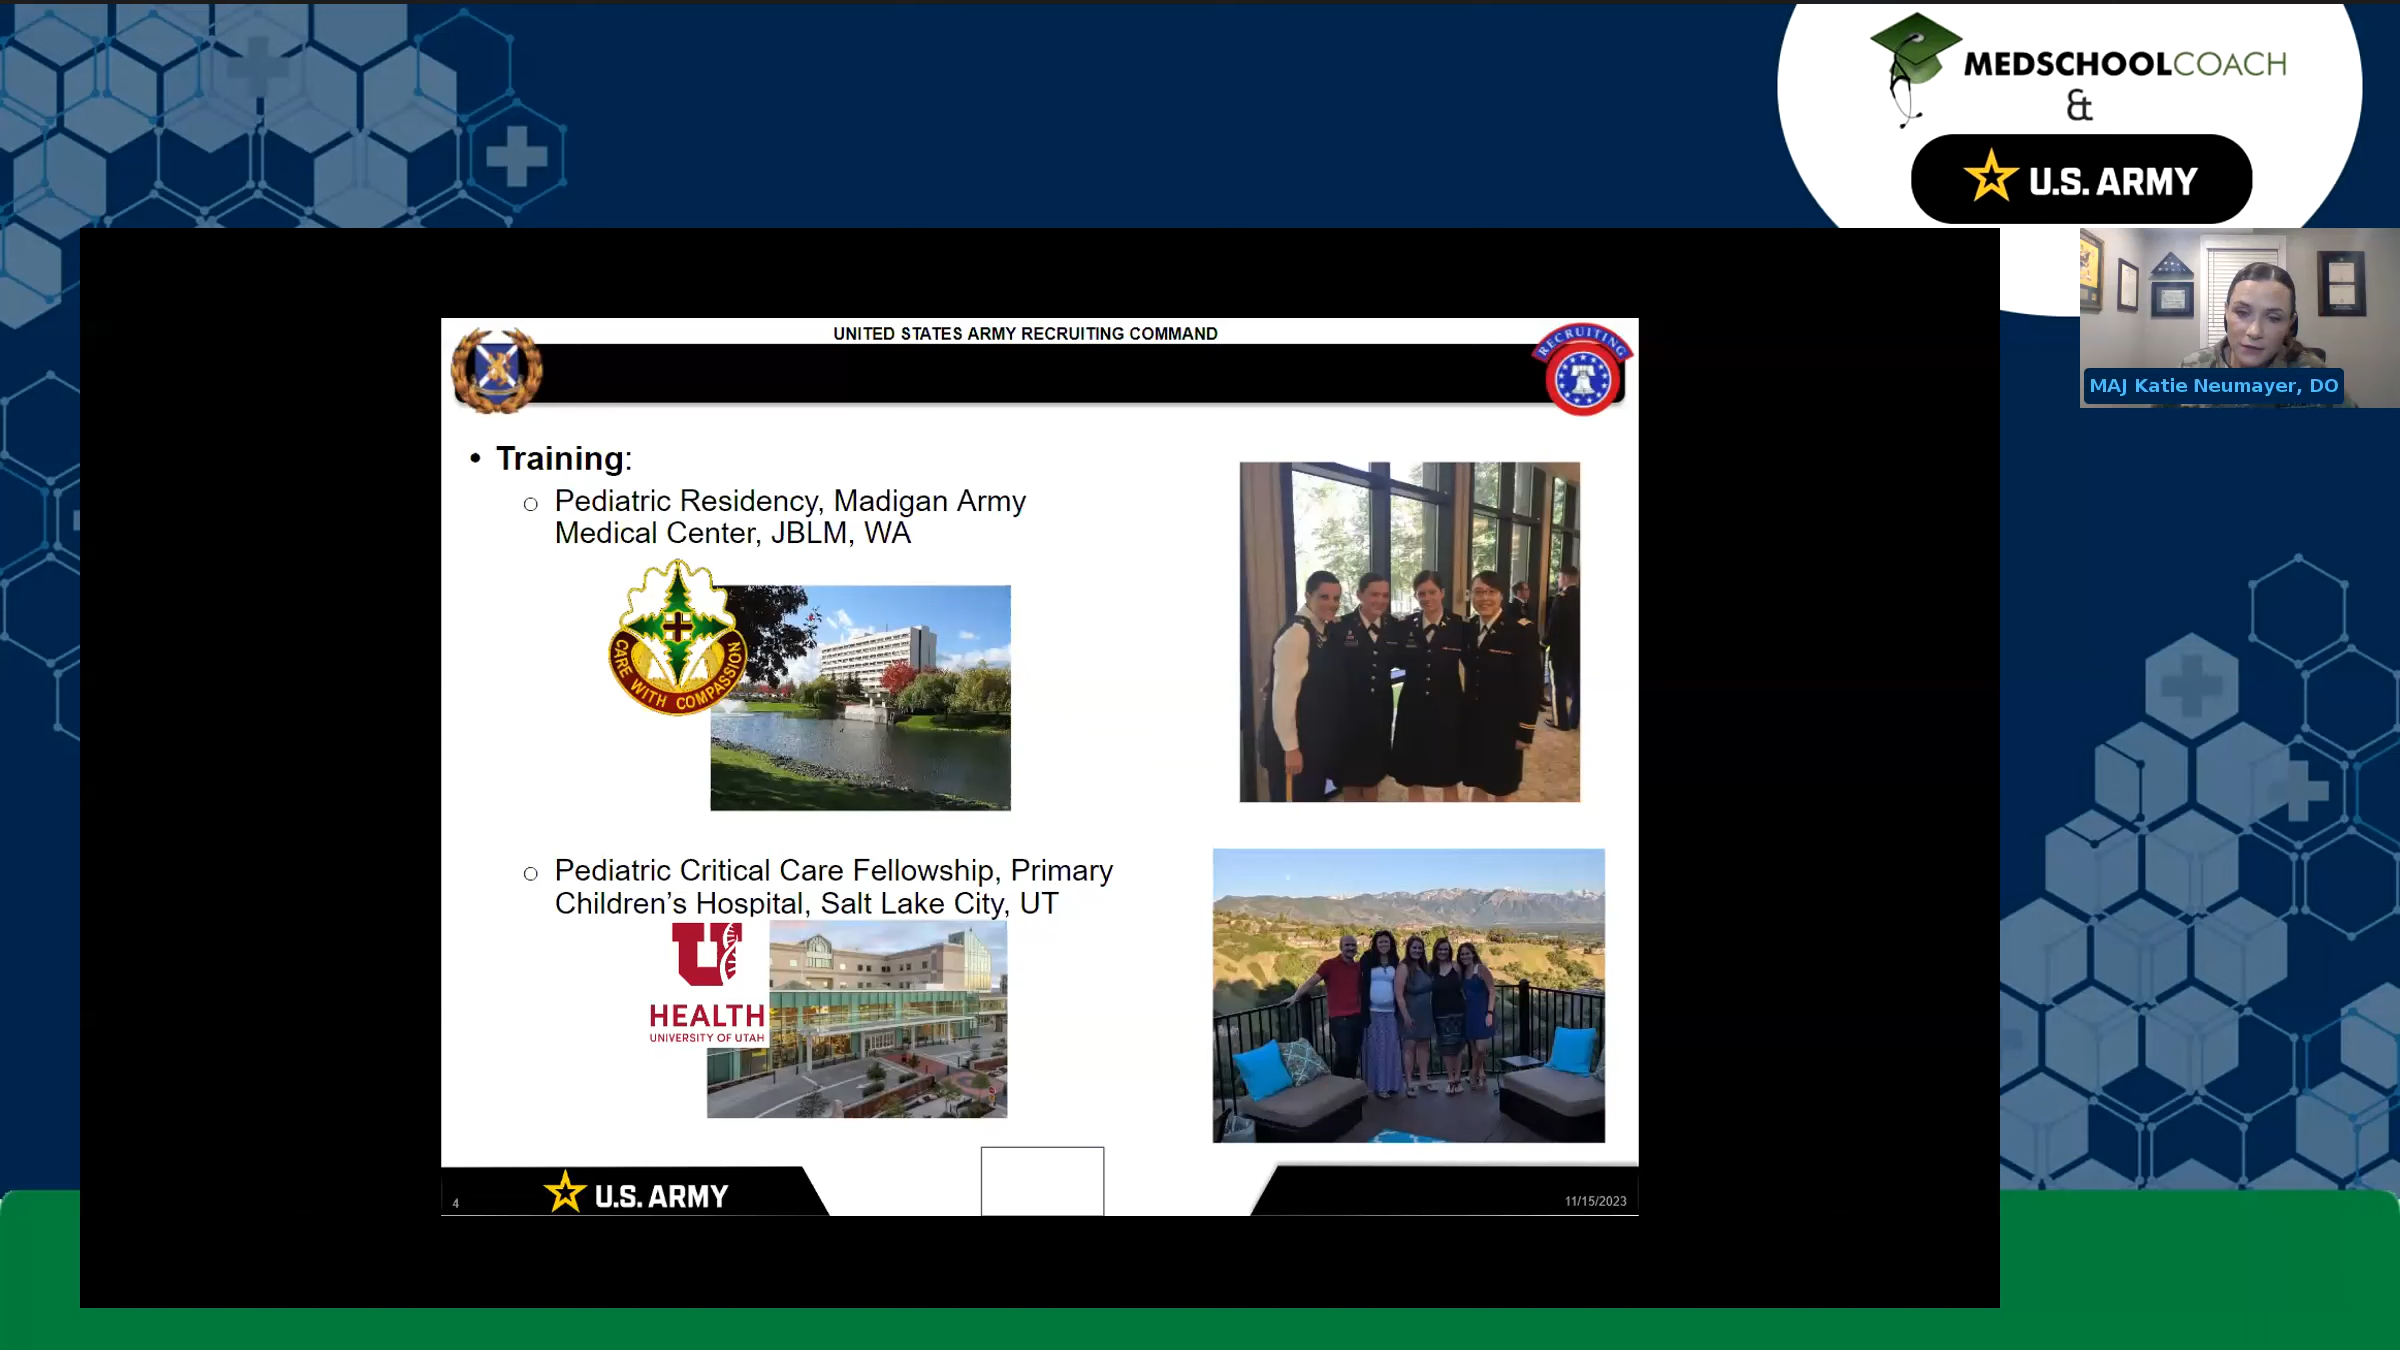 MEDSCHOOLCOACH
&
U.S. ARMY
MAJ Katie Neumayer, DO
UNITED STATES ARMY RECRUITING COMMAND
RECRUITING
• Training:
○ Pediatric Residency, Madigan Army
Medical Center, JBLM, WA
CARE WITH COMPASSION
○ Pediatric Critical Care Fellowship, Primary
Children’s Hospital, Salt Lake City, UT
U
HEALTH
UNIVERSITY OF UTAH
4
U.S. ARMY
11/15/2023